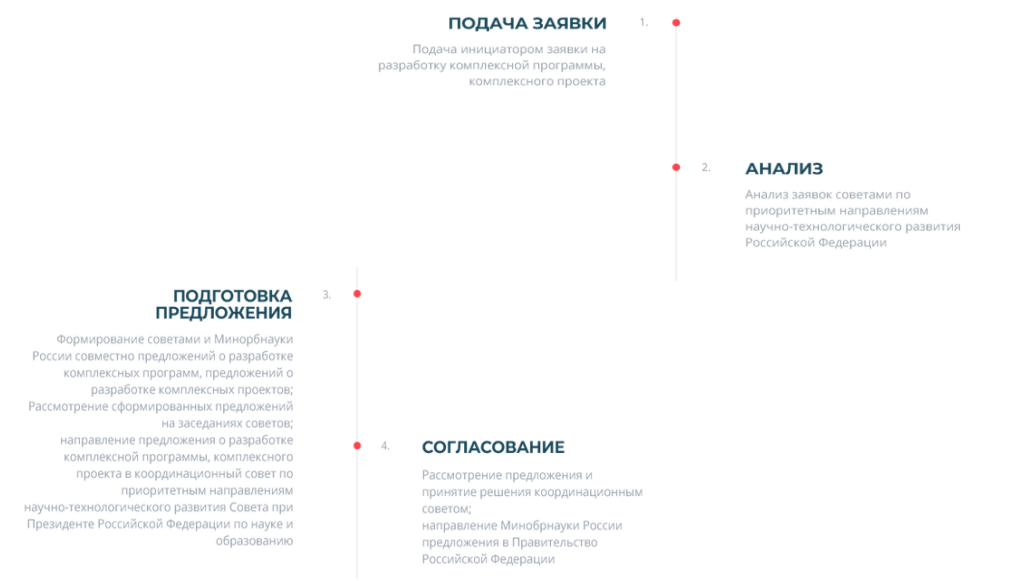 ПОДАЧА ЗАЯВКИ
1.
Подача инициатором заявки на
разработку комплексной программы,
комплексного проекта
2.
АНАЛИЗ
Анализ заявок советами по
приоритетным направлениям
научно-технологического развития
Российской Федерации
ПОДГОТОВКА
ПРЕДЛОЖЕНИЯ
3.
Формирование советами и Минорбнауки
России совместно предложений о разработке
комплексных программ, предложений о
разработке комплексных проектов;
Рассмотрение сформированных предложений
на заседаниях советов;
направление предложения о разработке
комплексной программы, комплексного
проекта в координационный совет по
приоритетным направлениям
научно-технологического развития Совета при
Президенте Российской Федерации по науке и
образованию
4.
СОГЛАСОВАНИЕ
Рассмотрение предложения и
принятие решения координационным
советом;
направление Минобрнауки России
предложения в Правительство
Российской Федерации